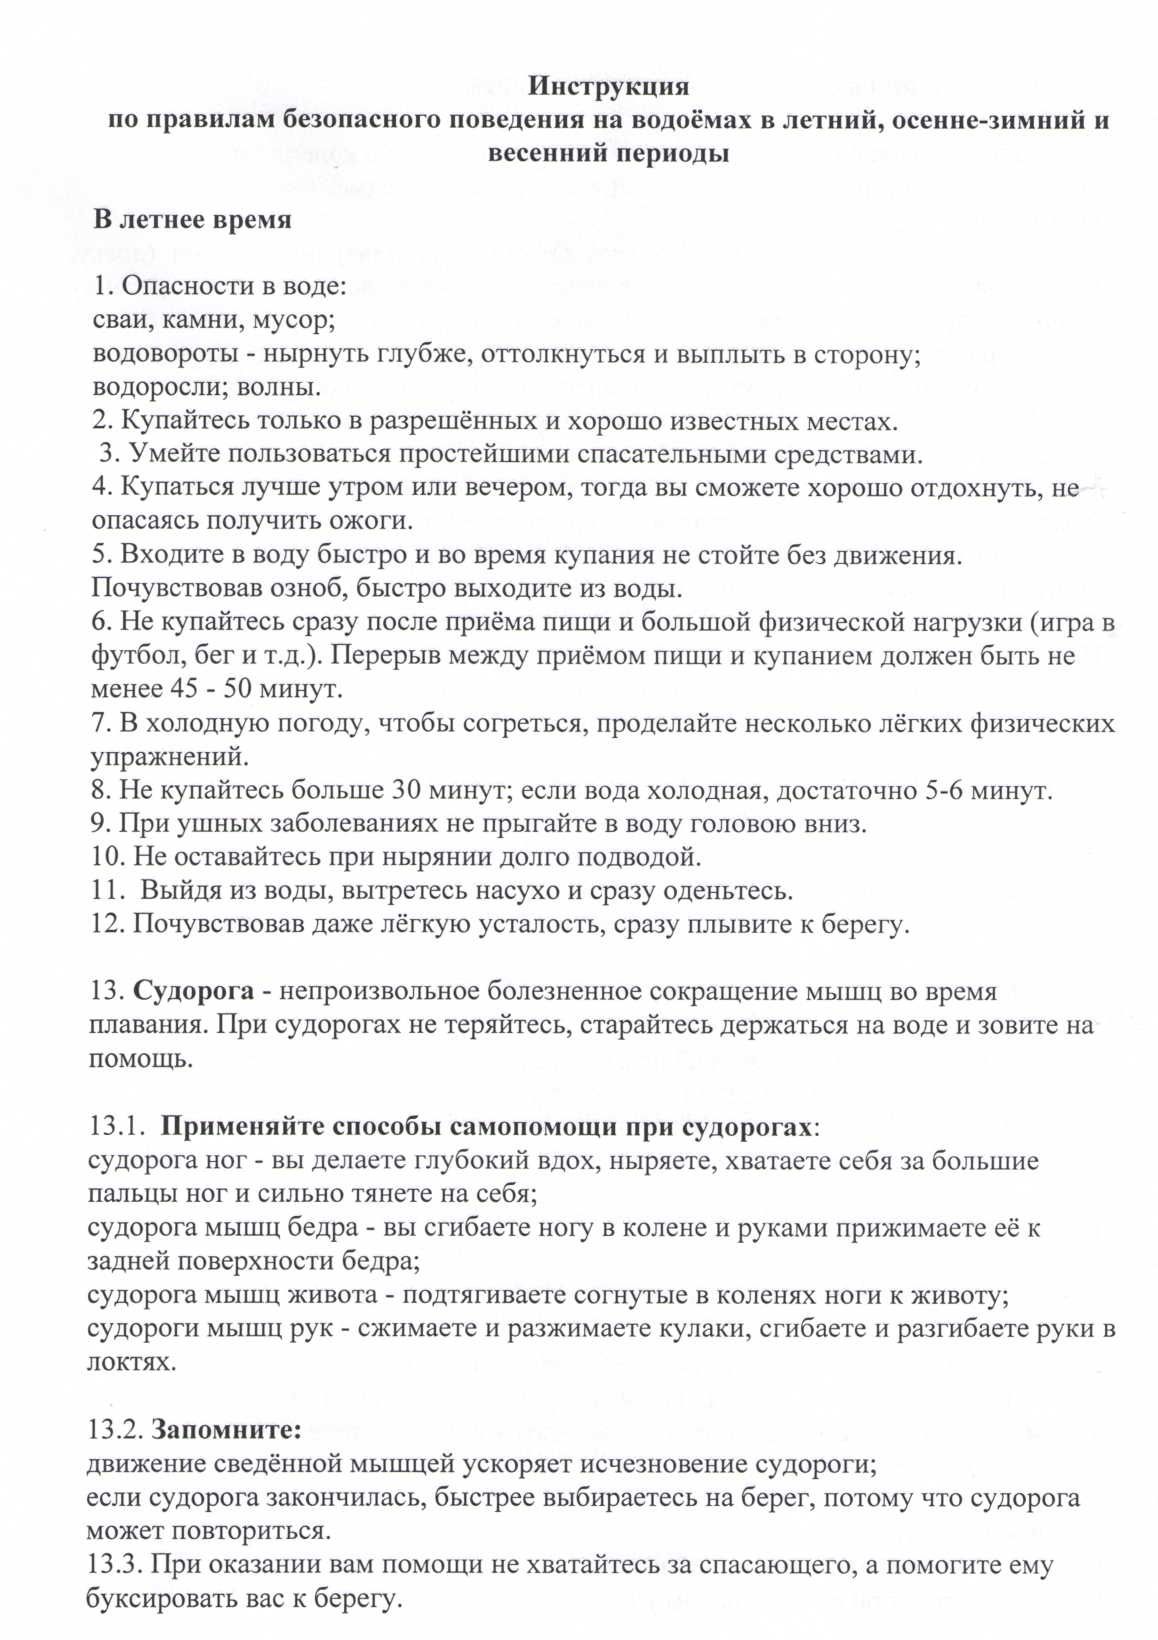 Инструкция
по правилам безопасного поведения на водоёмах в летний, осенне-зимний и
весенний периоды
В летнее время
1. Опасности в воде:
сваи, камни, мусор;
водовороты - нырнуть глубже, оттолкнуться и выплыть в сторону;
водоросли; волны.
2. Купайтесь только в разрешённых и хорошо известных местах.
3. Умейте пользоваться простейшими спасательными средствами.
4. Купаться лучше утром или вечером, тогда вы сможете хорошо отдохнуть, не
опасаясь получить ожоги.
5. Входите в воду быстро и во время купания не стойте без движения.
Почувствовав озноб, быстро выходите из воды.
6. Не купайтесь сразу после приёма пищи и большой физической нагрузки (игра в
футбол, бег и т.д.). Перерыв между приёмом пищи и купанием должен быть не
менее 45 - 50 минут.
7. В холодную погоду, чтобы согреться, проделайте несколько лёгких физических
упражнений.
8. Не купайтесь больше 30 минут; если вода холодная, достаточно 5-6 минут.
9. При ушных заболеваниях не прыгайте в воду головою вниз.
10. Не оставайтесь при нырянии долго подводой.
11. Выйдя из воды, вытретесь насухо и сразу оденьтесь.
12. Почувствовав даже лёгкую усталость, сразу плывите к берегу.
13. Судорога - непроизвольное болезненное сокращение мышц во время
плавания. При судорогах не теряйтесь, старайтесь держаться на воде и зовите на
помощь.
13.1. Применяйте способы самопомощи при судорогах:
судорога ног - вы делаете глубокий вдох, ныряете, хватаете себя за большие
пальцы ног и сильно тянете на себя;
судорога мышц бедра - вы сгибаете ногу в колене и руками прижимаете её к
задней поверхности бедра;
судорога мышц живота - подтягиваете согнутые в коленях ноги к животу;
судороги мышц рук - сжимаете и разжимаете кулаки, сгибаете и разгибаете руки в
локтях.
13.2. Запомните:
движение сведённой мышцей ускоряет исчезновение судороги;
если судорога закончилась, быстрее выбираетесь на берег, потому что судорога
может повториться.
13.3. При оказании вам помощи не хватайтесь за спасающего, а помогите ему
буксировать вас к берегу.